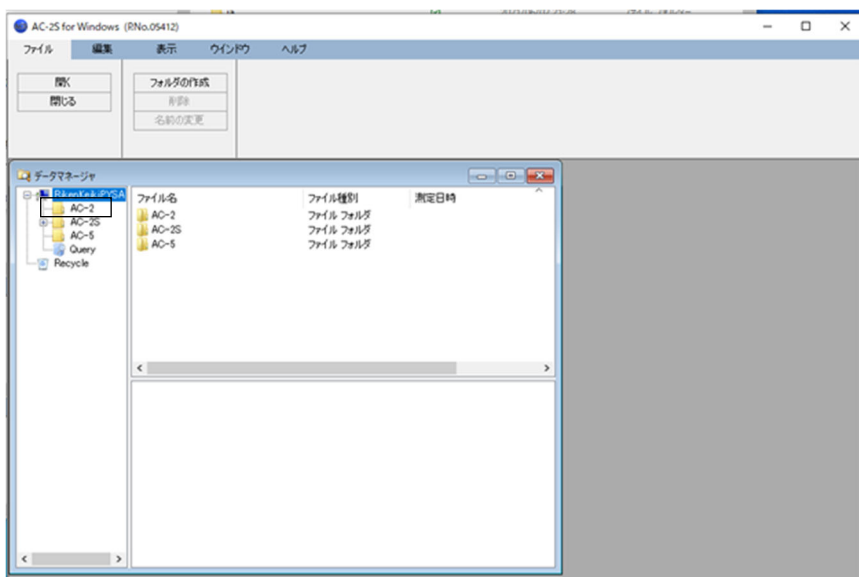 AC-2S for Windows (P.No.05412)
ファイル 編集 表示 ウインドウ ヘルプ
開く フォルダの作成
閉じる 削除
名前の変更
データマネージャ
RikenKeikiPYSA
AC-2
AC-2S
AC-5
Query
Recycle
ファイル名 ファイル種別 測定日時
AC-2 ファイル フォルダ
AC-2S ファイル フォルダ
AC-5 ファイル フォルダ